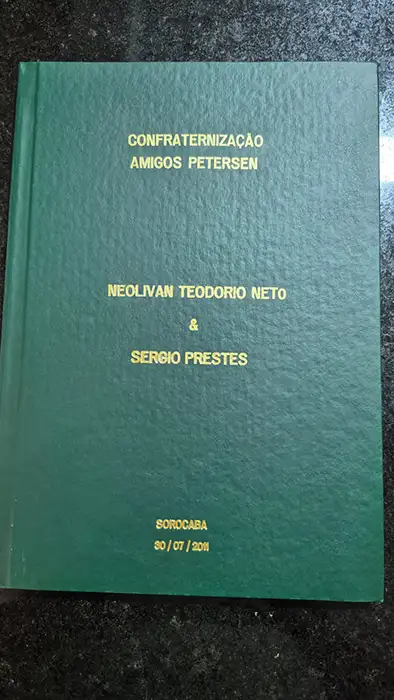 CONFRATERNIZAÇÃO
AMIGOS PETERSEN
NEOLIVAN TEODORIO NETO
&
SERGIO PRESTES
SOROCABA
30/07/2011